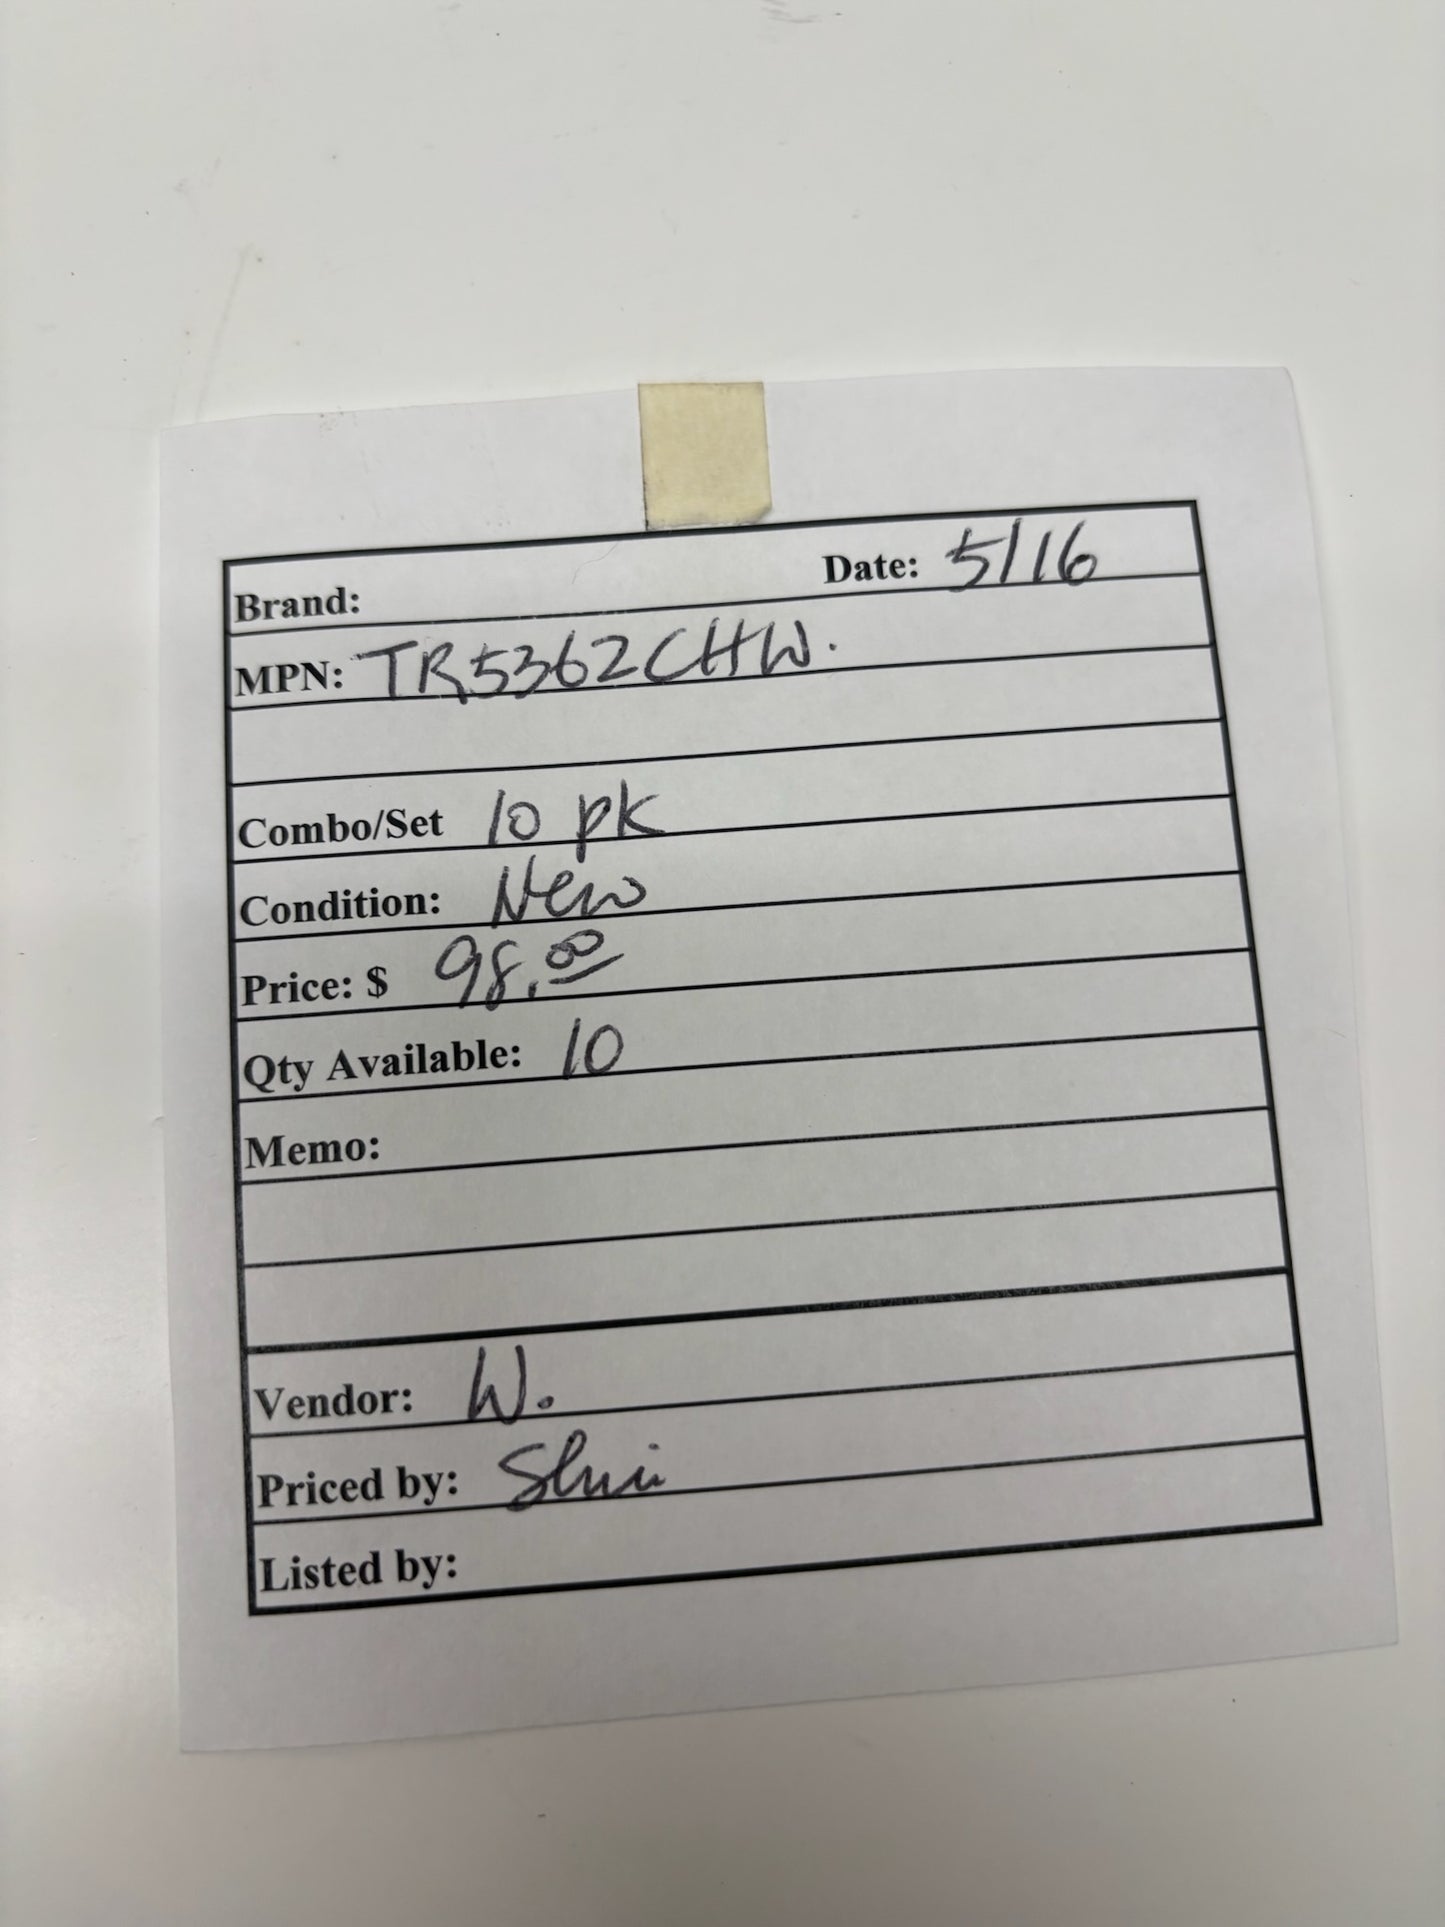 Brand: Date: 5/16
MPN: TR5362CHW.
Combo/Set 10 pk
Condition: New
Price: $ 98.00
Qty Available: 10
Memo:
Vendor: W.
Priced by:
Listed by: